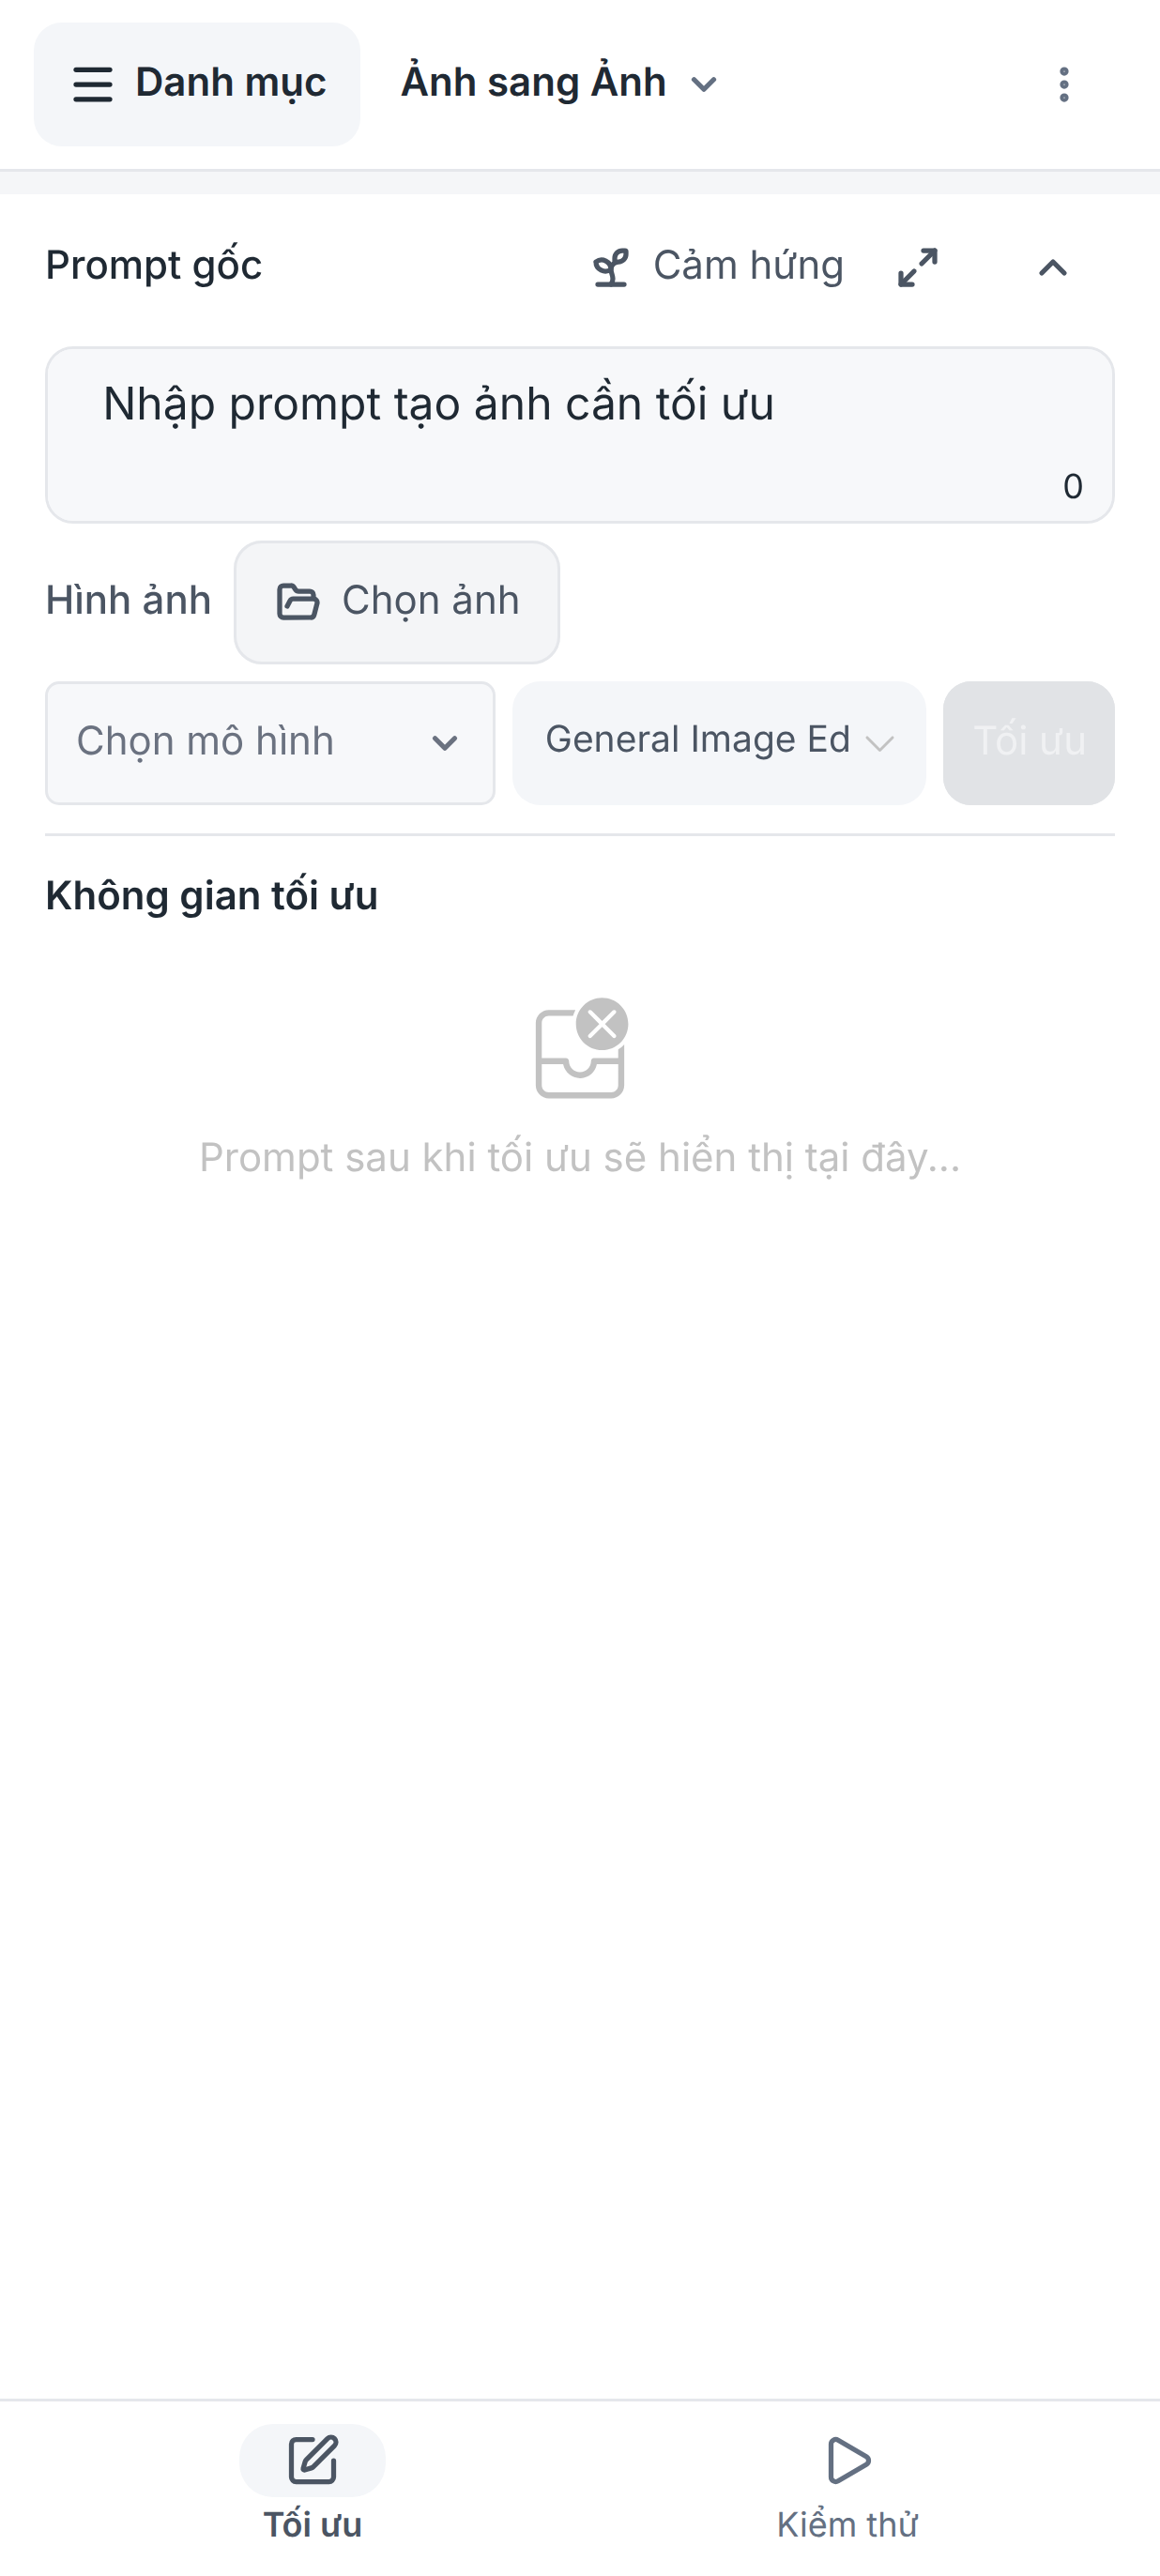 Danh mục
Ảnh sang Ảnh
Prompt gốc
Cảm hứng
Nhập prompt tạo ảnh cần tối ưu
0
Hình ảnh
Chọn ảnh
Chọn mô hình
General Image Ed
Tối ưu
Không gian tối ưu
Prompt sau khi tối ưu sẽ hiển thị tại đây...
Tối ưu
Kiểm thử